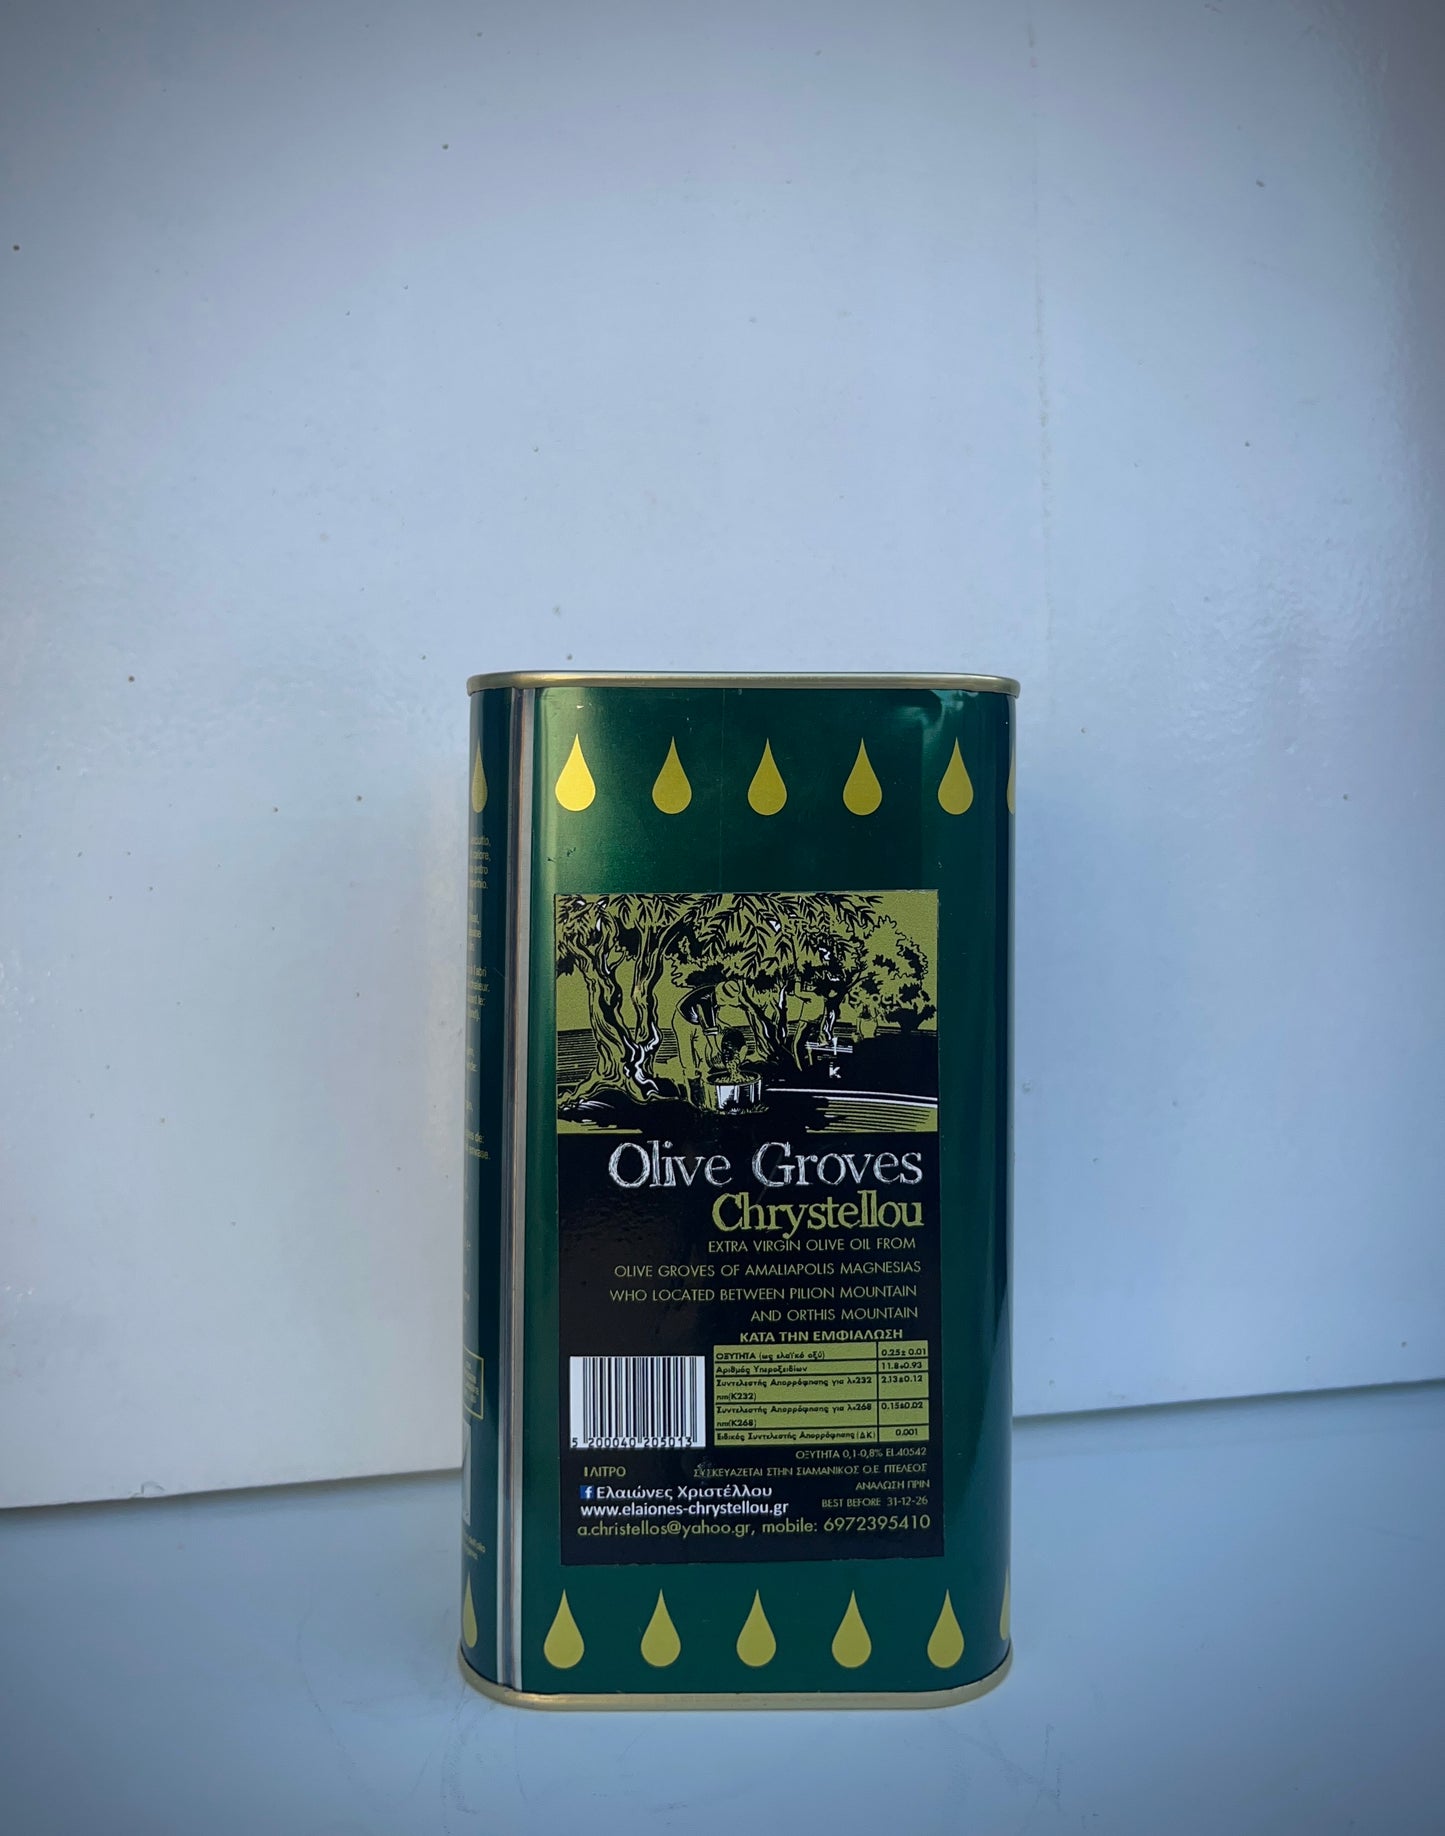 Olive Groves
Chrystellou
EXTRA VIRGIN OLIVE OIL FROM
OLIVE GROVES OF AMALIAPOLIS MAGNESIAS
WHO LOCATED BETWEEN PILION MOUNTAIN
AND ORTHIS MOUNTAIN
ΚΑΤΑ ΤΗΝ ΕΜΦΙΑΛΩΣΗ
ΟΞΥΤΗΤΑ (ως ελαϊκό οξύ) 0.25± 0.01
Αριθμός Υπεροξειδίων 11.8±0.93
Συντελεστής Απορρόφησης για λ=232 2.13±0.12
nm(K232)
Συντελεστής Απορρόφησης για λ=268 0.15±0.02
nm(K268)
Ειδικός Συντελεστής Απορρόφησης (ΔΚ) 0.001
5 200040 205013
ΟΞΥΤΗΤΑ 0,1-0,8% EL40542
1 ΛΙΤΡΟ
ΣΥΣΚΕΥΑΖΕΤΑΙ ΣΤΗΝ ΣΙΑΜΑΝΙΚΟΣ Ο.Ε. ΠΤΕΛΕΟΣ
ΑΝΑΛΩΣΗ ΠΡΙΝ
f Ελαιώνες Χριστέλλου
BEST BEFORE 31-12-26
www.elaiones-chrystellou.gr
a.christellos@yahoo.gr, mobile: 6972395410